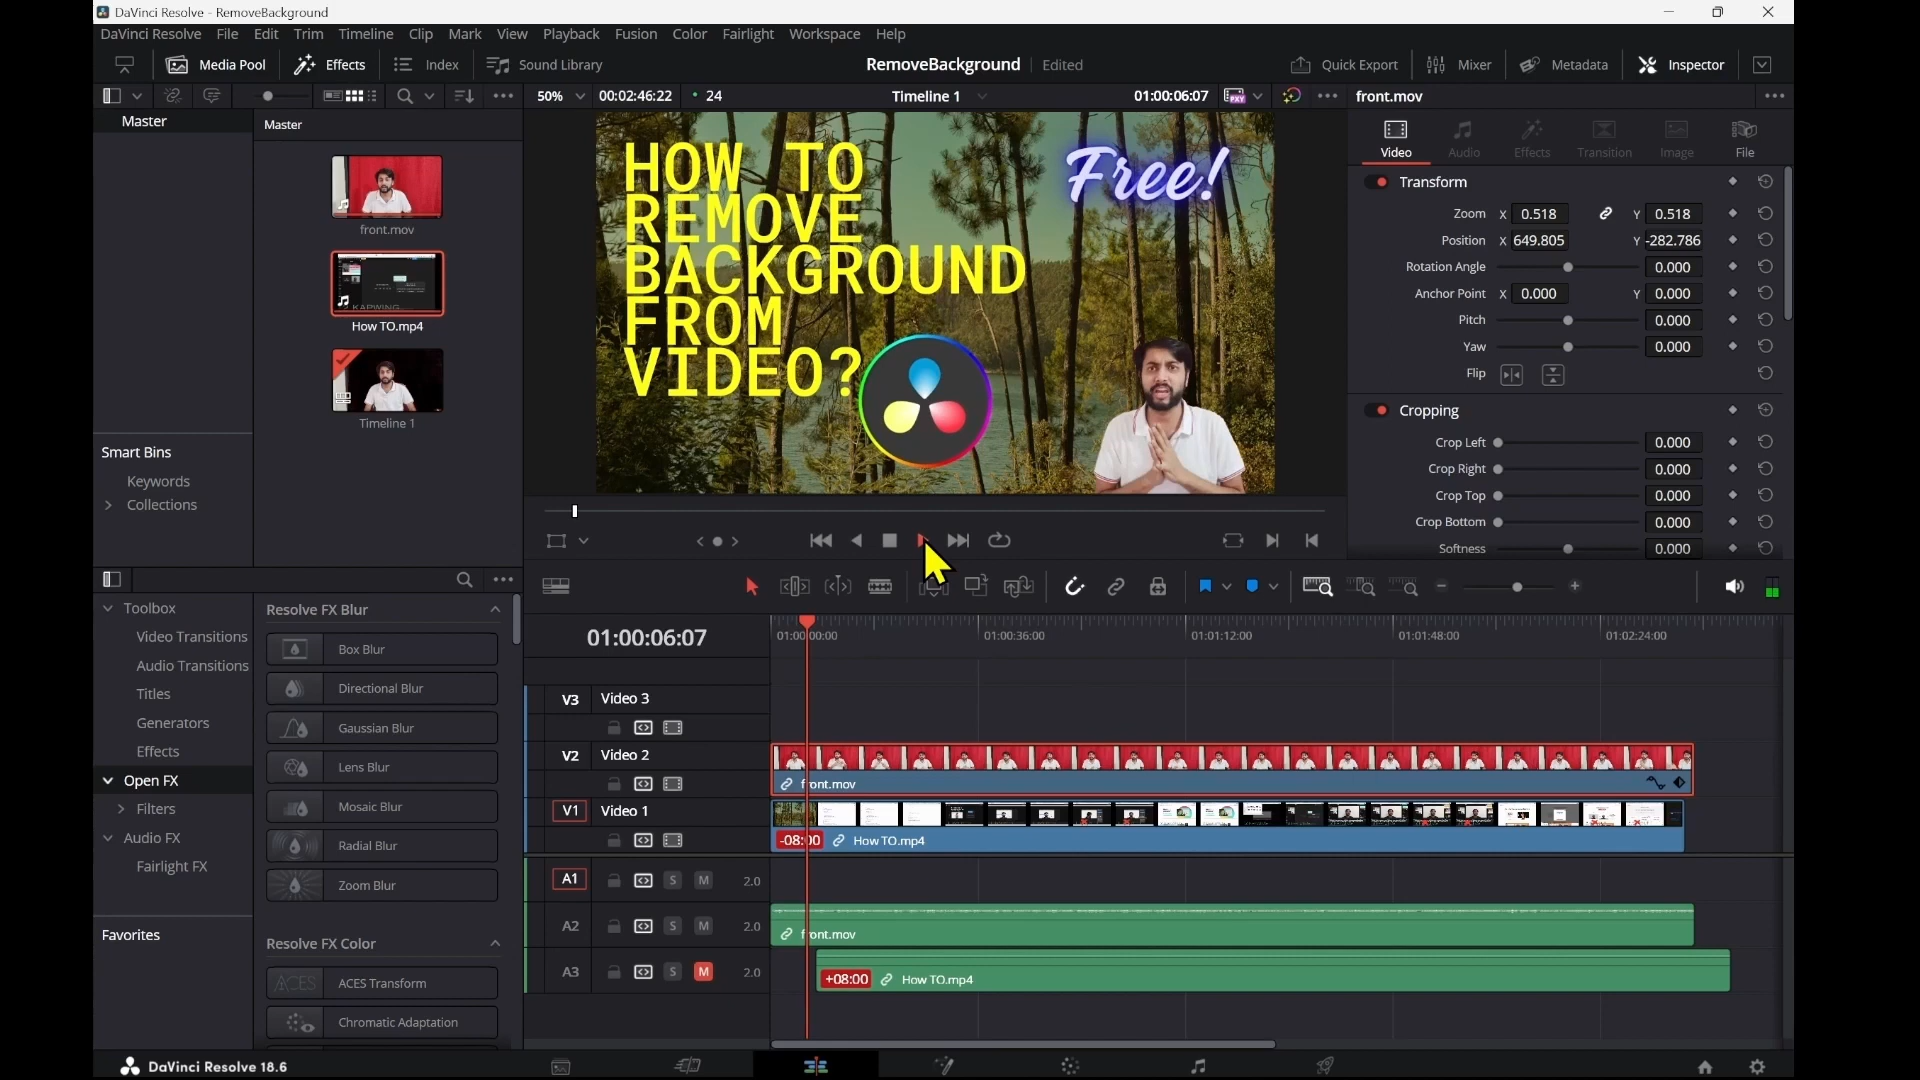 DaVinci Resolve - RemoveBackground
DaVinci Resolve File Edit Trim Timeline Clip Mark View Playback Fusion Color Fairlight Workspace Help
Media Pool Effects Index Sound Library RemoveBackground Edited Quick Export Mixer Metadata Inspector
50% 00:02:46:22 24 Timeline 1 01:00:06:07 PXY front.mov
Master Master
Video Audio Effects Transition Image File
front.mov
KAPWING
How TO.mp4
Timeline 1
HOW TO
REMOVE
BACKGROUND
FROM
VIDEO?
Free!
Transform
Zoom X 0.518 Y 0.518
Position X 649.805 Y -282.786
Rotation Angle 0.000
Anchor Point X 0.000 Y 0.000
Pitch 0.000
Yaw 0.000
Flip
Cropping
Crop Left 0.000
Crop Right 0.000
Crop Top 0.000
Crop Bottom 0.000
Softness 0.000
Smart Bins
Keywords
Collections
Toolbox
Video Transitions
Audio Transitions
Titles
Generators
Effects
Open FX
Filters
Audio FX
Fairlight FX
Favorites
Resolve FX Blur
Box Blur
Directional Blur
Gaussian Blur
Lens Blur
Mosaic Blur
Radial Blur
Zoom Blur
Resolve FX Color
ACES ACES Transform
Chromatic Adaptation
01:00:06:07 01:00:00:00 01:00:36:00 01:01:12:00 01:01:48:00 01:02:24:00
V3 Video 3
V2 Video 2
front.mov
V1 Video 1
-08:00 How TO.mp4
A1 S M 2.0
A2 S M 2.0
front.mov
A3 S M 2.0 +08:00 How TO.mp4
DaVinci Resolve 18.6